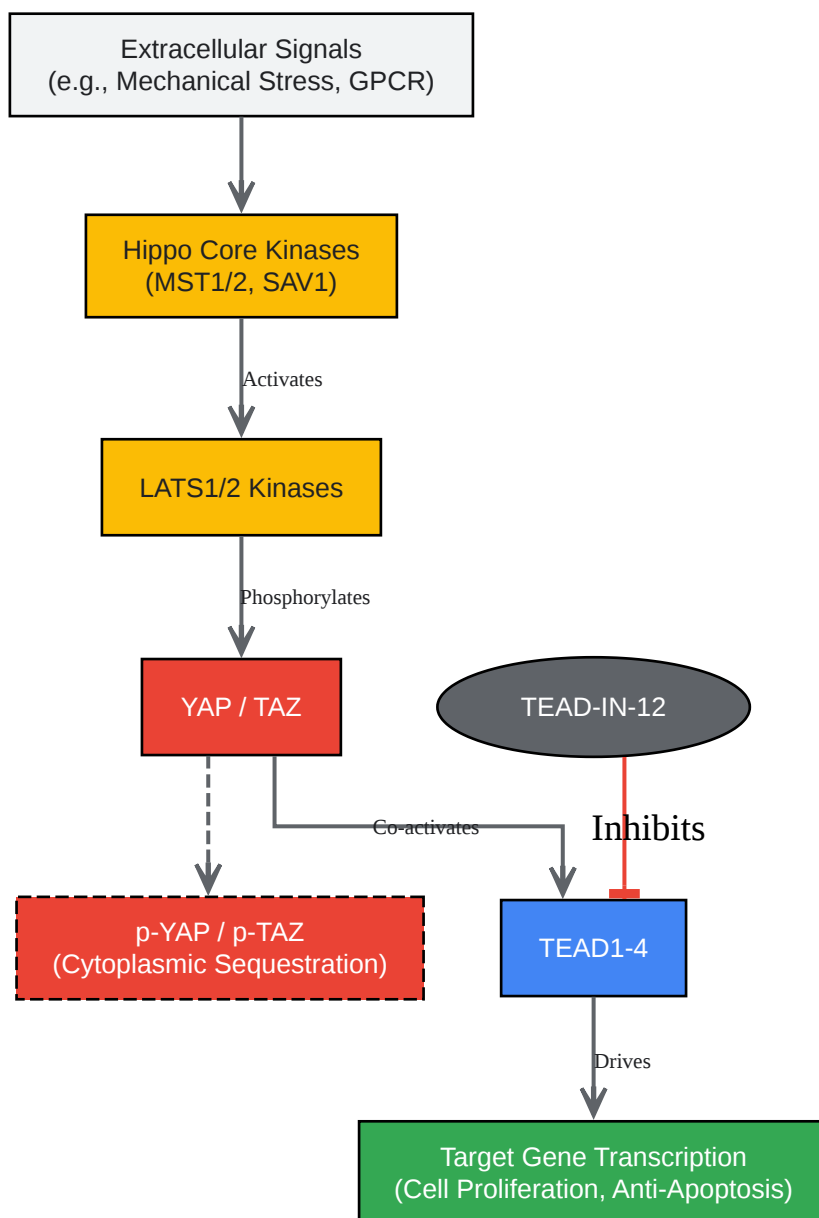 Extracellular Signals
(e.g., Mechanical Stress, GPCR)
Hippo Core Kinases
(MST1/2, SAV1)
Activates
LATS1/2 Kinases
Phosphorylates
YAP / TAZ
TEAD-IN-12
Co-activates
Inhibits
p-YAP / p-TAZ
(Cytoplasmic Sequestration)
TEAD1-4
Drives
Target Gene Transcription
(Cell Proliferation, Anti-Apoptosis)